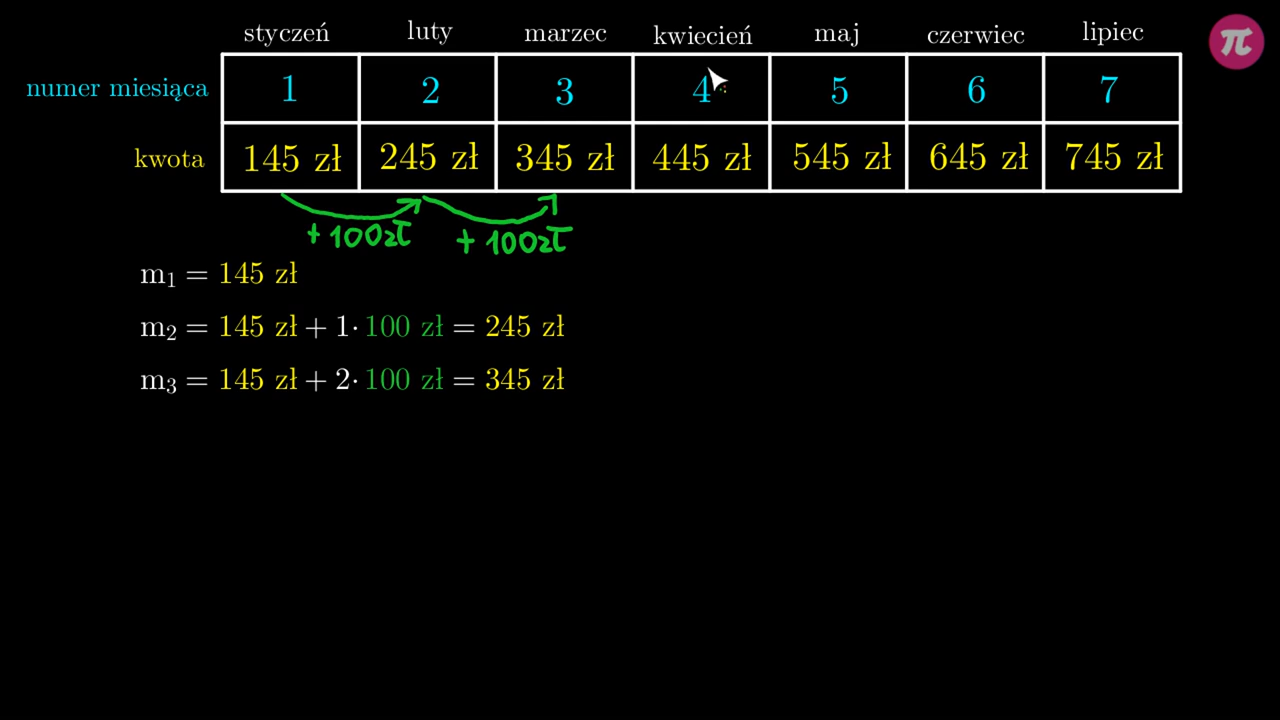 styczeń luty marzec kwiecień maj czerwiec lipiec
numer miesiąca 1 2 3 4 5 6 7
kwota 145 zł 245 zł 345 zł 445 zł 545 zł 645 zł 745 zł
+ 100zł + 100zł
m₁ = 145 zł
m₂ = 145 zł + 1· 100 zł = 245 zł
m₃ = 145 zł + 2· 100 zł = 345 zł
π